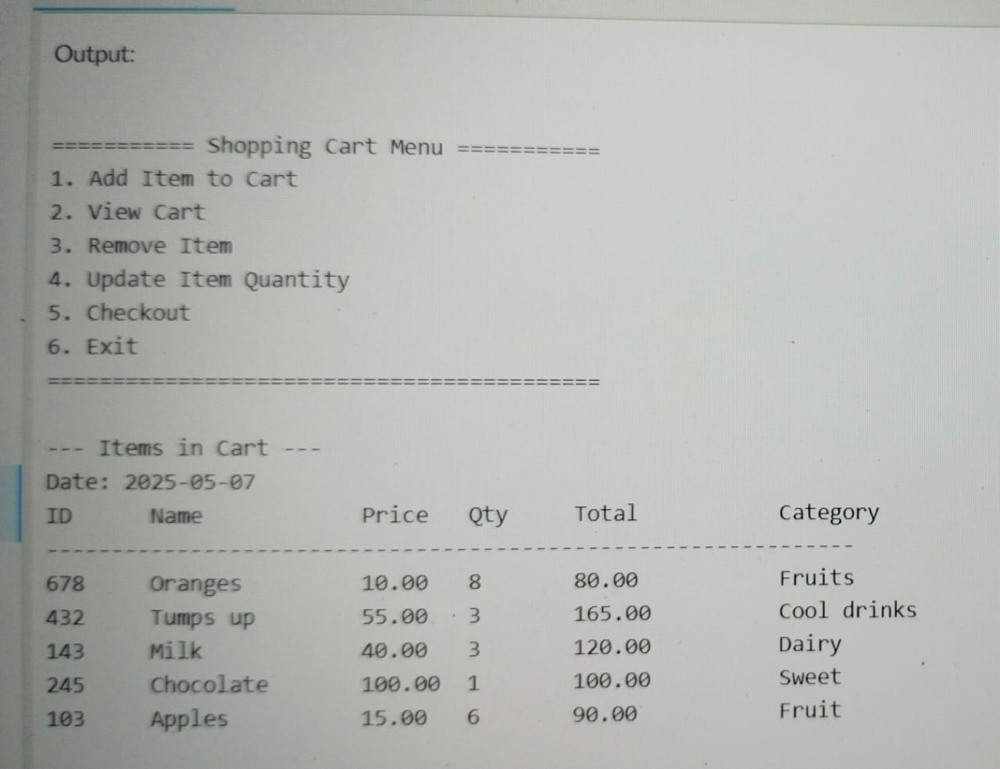 Output:
=========== Shopping Cart Menu ===========
1. Add Item to Cart
2. View Cart
3. Remove Item
4. Update Item Quantity
5. Checkout
6. Exit
===========================================
--- Items in Cart ---
Date: 2025-05-07
ID Name Price Qty Total Category
---------------------------------------------------------------
678 Oranges 10.00 8 80.00 Fruits
432 Tumps up 55.00 3 165.00 Cool drinks
143 Milk 40.00 3 120.00 Dairy
245 Chocolate 100.00 1 100.00 Sweet
103 Apples 15.00 6 90.00 Fruit